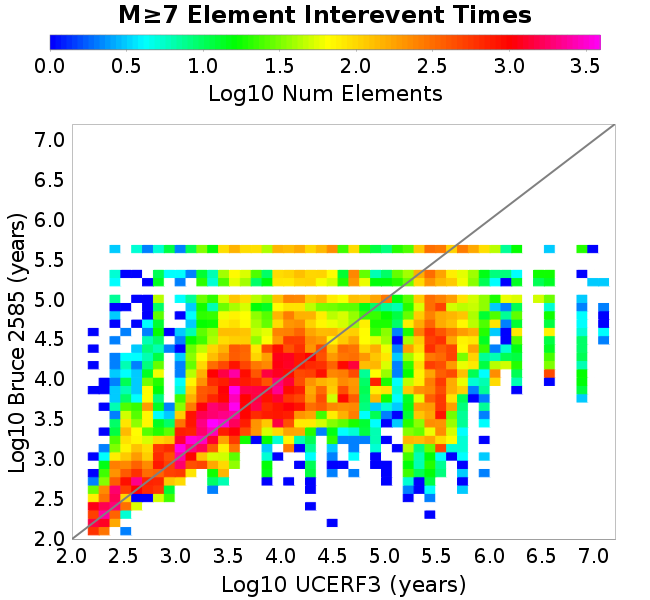 M≥7 Element Interevent Times
0.0 0.5 1.0 1.5 2.0 2.5 3.0 3.5
Log10 Num Elements
Log10 Bruce 2585 (years)
7.0
6.5
6.0
5.5
5.0
4.5
4.0
3.5
3.0
2.5
2.0
2.0 2.5 3.0 3.5 4.0 4.5 5.0 5.5 6.0 6.5 7.0
Log10 UCERF3 (years)